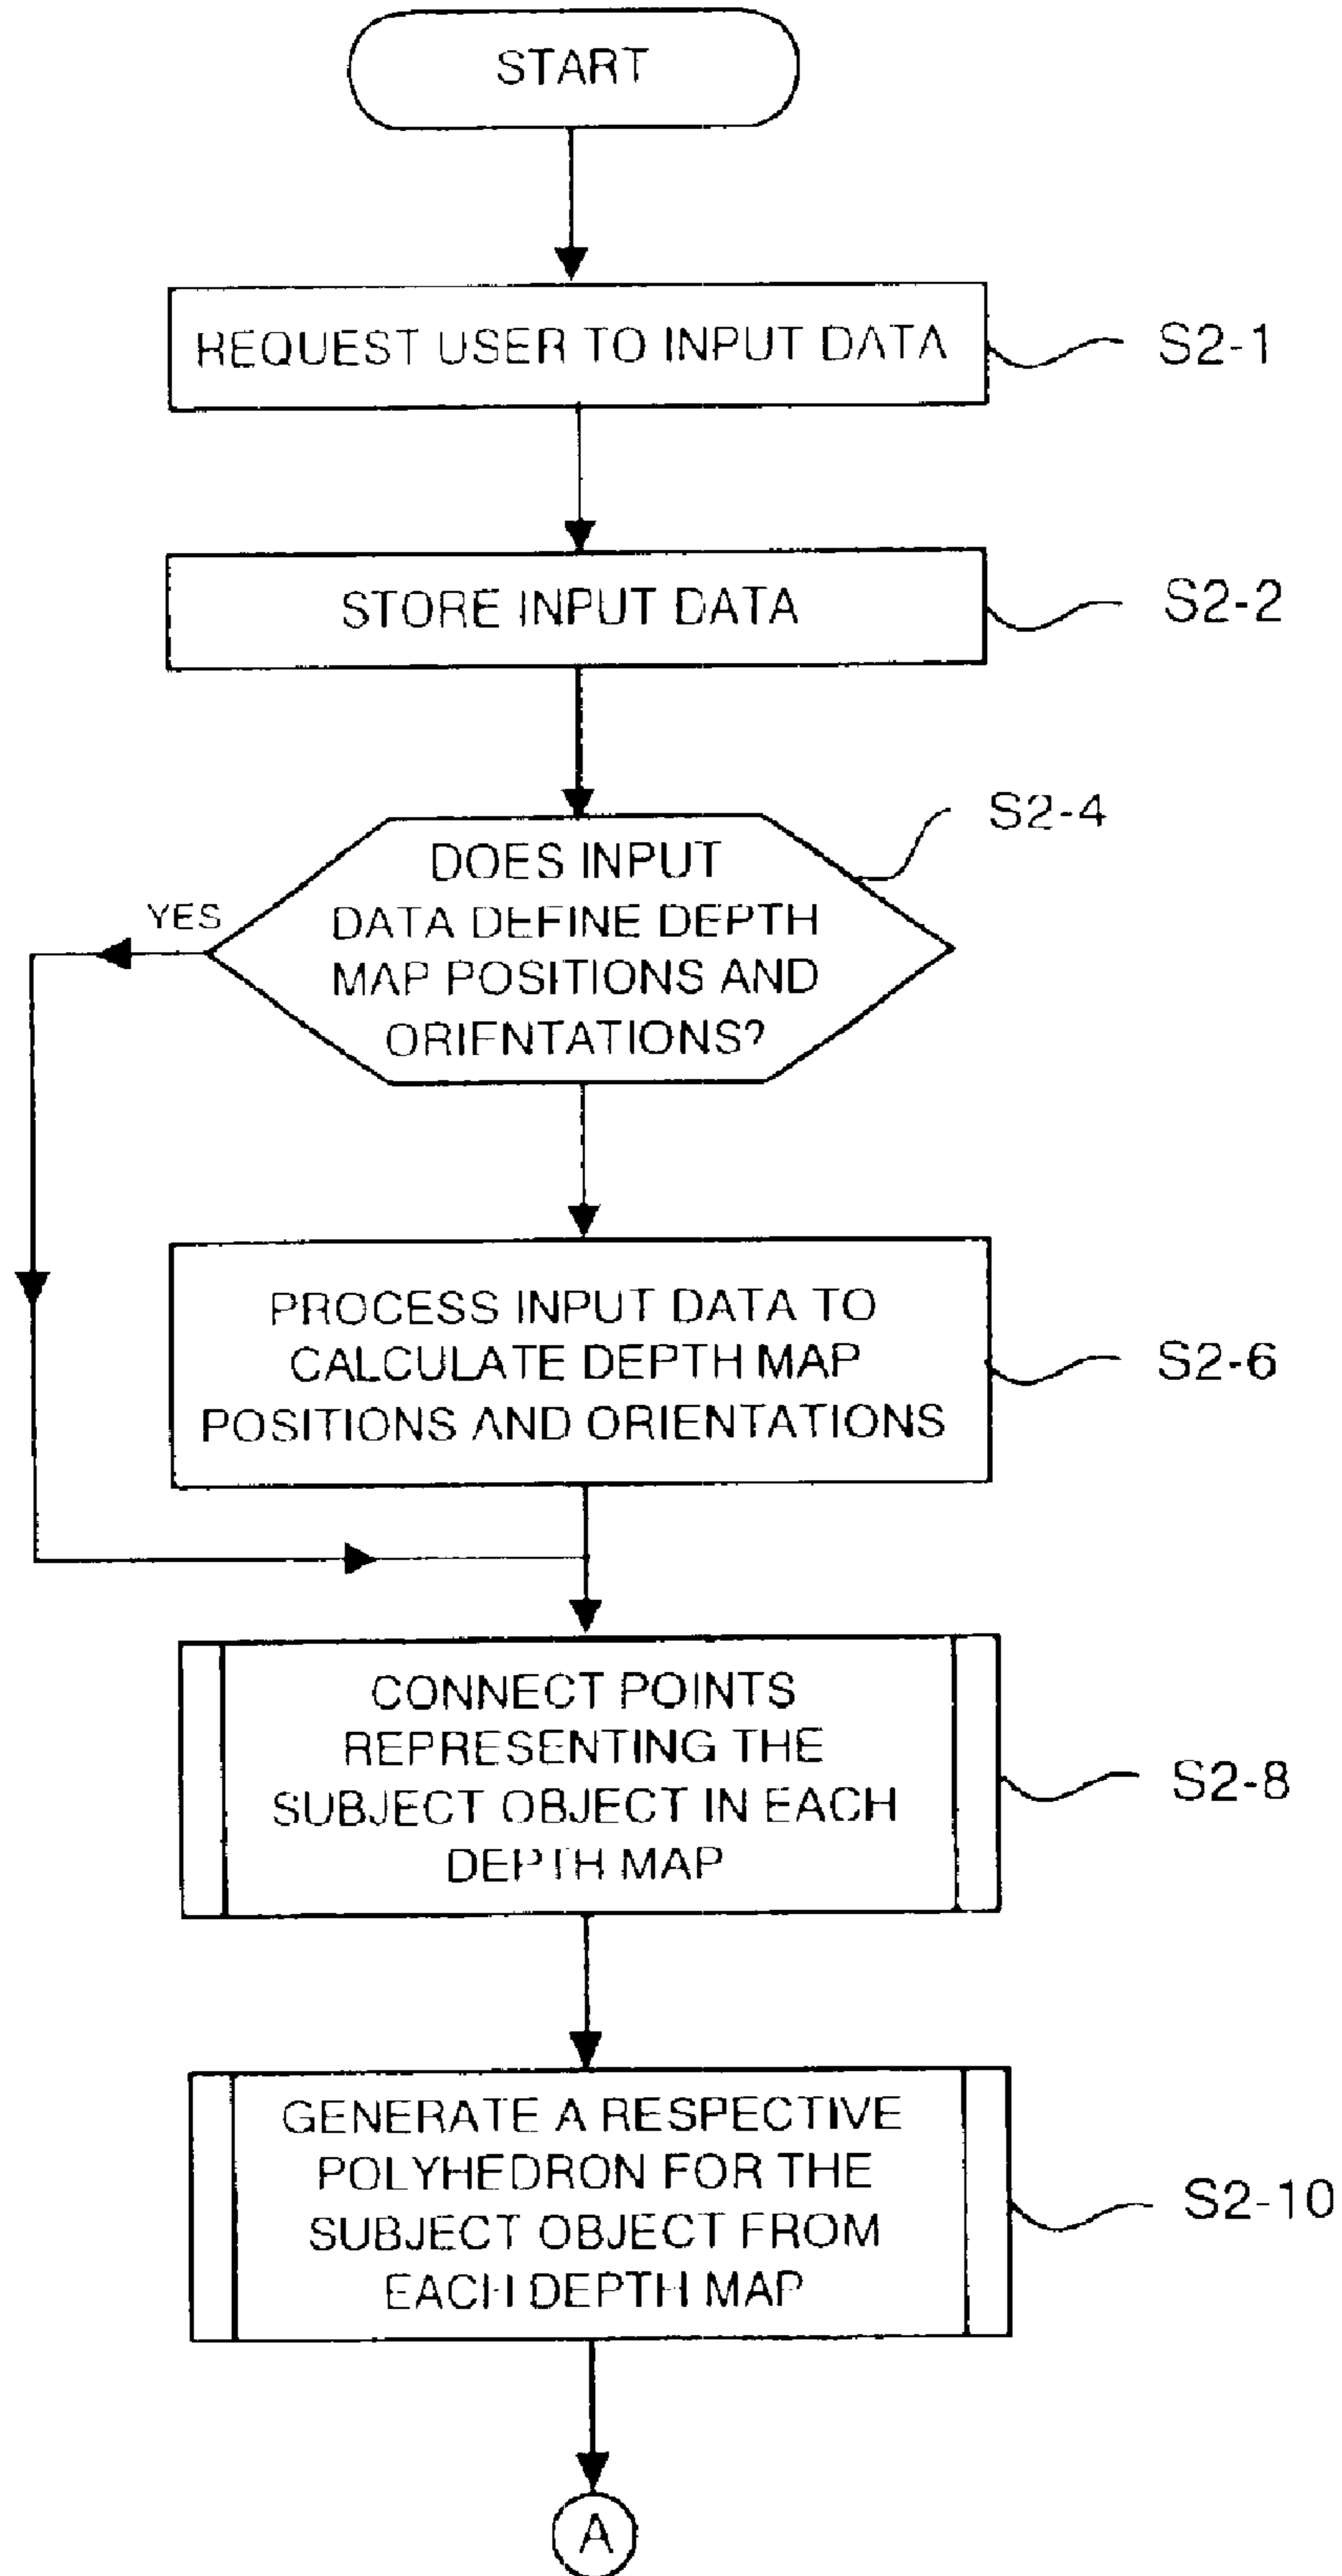 START
REQUEST USER TO INPUT DATA
S2-1
STORE INPUT DATA
S2-2
S2-4
DOES INPUT
DATA DEFINE DEPTH
MAP POSITIONS AND
ORIENTATIONS?
YES
PROCESS INPUT DATA TO
CALCULATE DEPTH MAP
POSITIONS AND ORIENTATIONS
S2-6
CONNECT POINTS
REPRESENTING THE
SUBJECT OBJECT IN EACH
DEPTH MAP
S2-8
GENERATE A RESPECTIVE
POLYHEDRON FOR THE
SUBJECT OBJECT FROM
EACH DEPTH MAP
S2-10
A